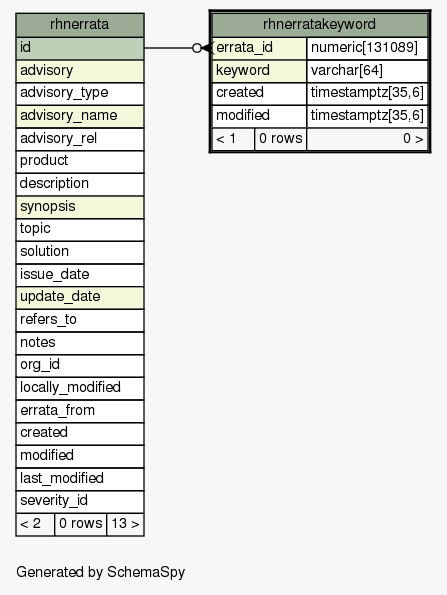 rhnerrata
id
advisory
advisory_type
advisory_name
advisory_rel
product
description
synopsis
topic
solution
issue_date
update_date
refers_to
notes
org_id
locally_modified
errata_from
created
modified
last_modified
severity_id
< 2 0 rows 13 >
rhnerratakeyword
errata_id numeric[131089]
keyword varchar[64]
created timestamptz[35,6]
modified timestamptz[35,6]
< 1 0 rows 0 >
Generated by SchemaSpy